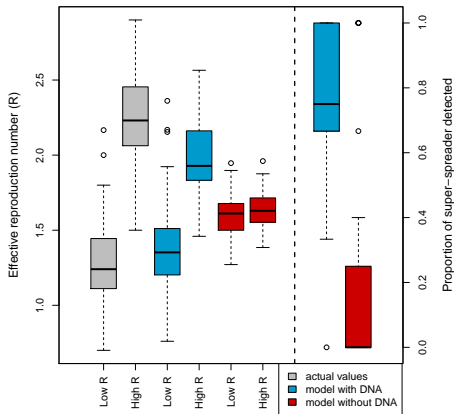 Effective reproduction number (R)
2.5
2.0
1.5
1.0
Low R
High R
Low R
High R
Low R
High R
1.0
0.8
0.6
0.4
0.2
0.0
Proportion of super−spreader detected
actual values
model with DNA
model without DNA